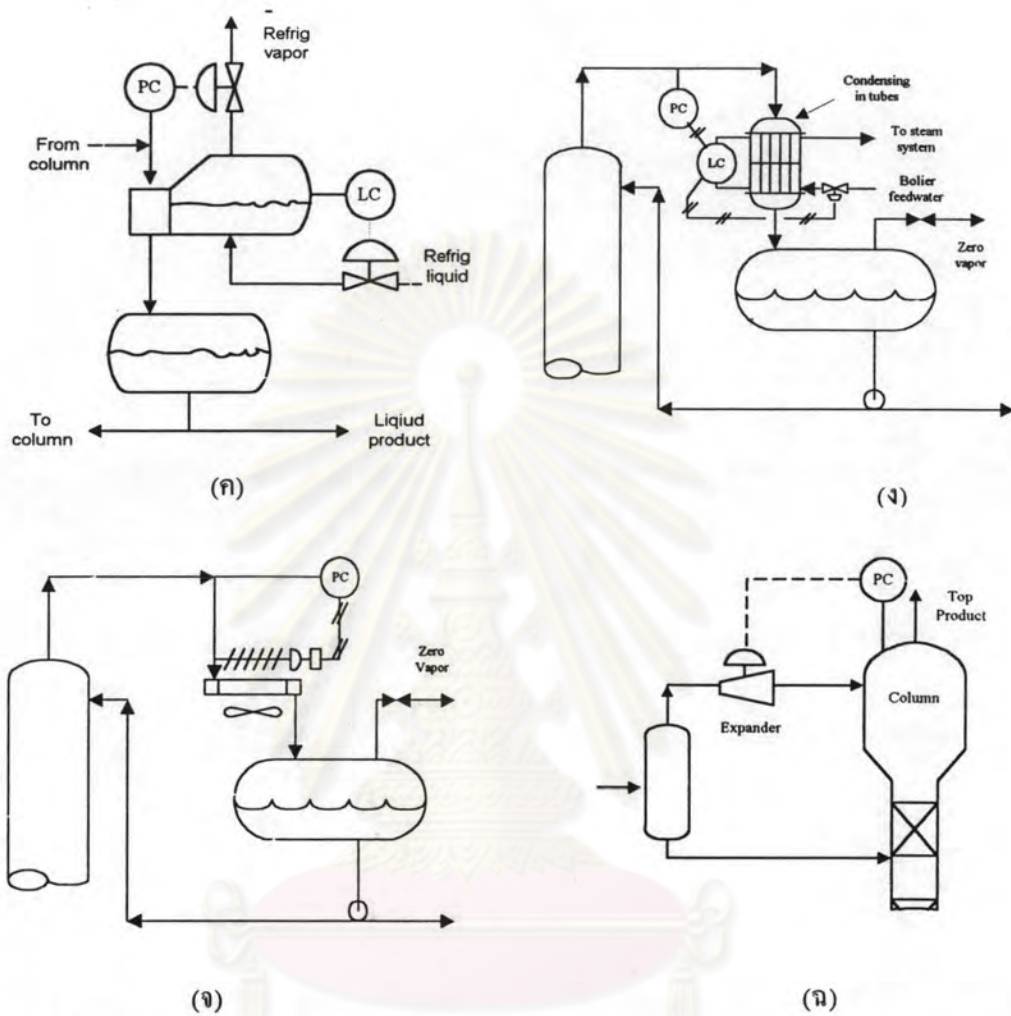 Refrig
vapor
PC
From
column
LC
Refrig
liquid
To
column
Liqiud
product
(ค)
Condensing
in tubes
PC
To steam
system
LC
Bolier
feedwater
Zero
vapor
(ง)
PC
Zero
Vapor
(จ)
PC
Top
Product
Column
Expander
(ฉ)